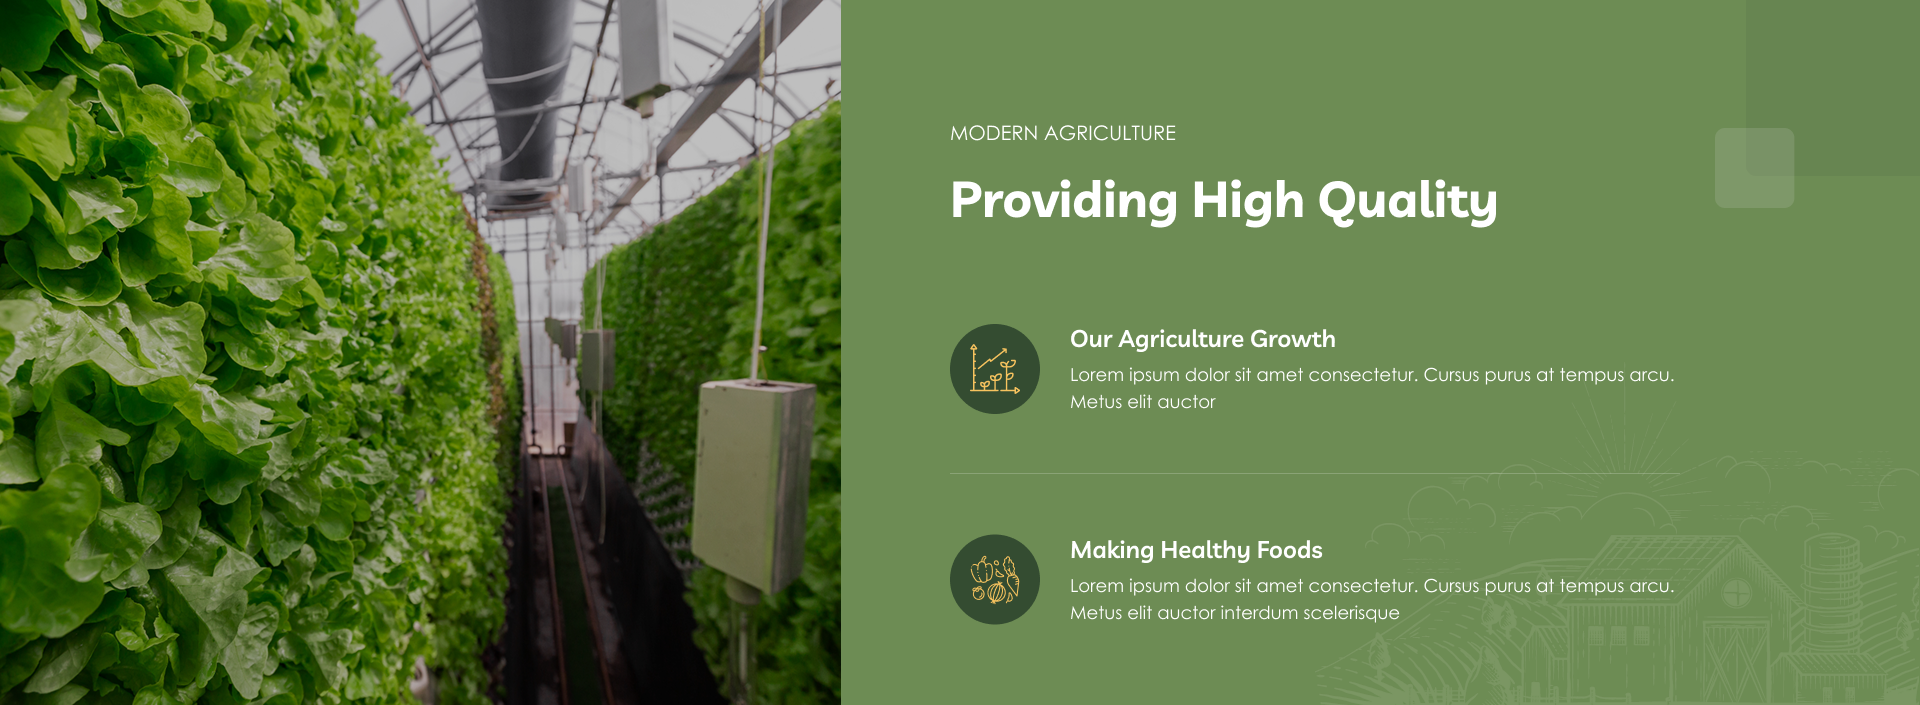 MODERN AGRICULTURE
Providing High Quality
Our Agriculture Growth
Lorem ipsum dolor sit amet consectetur. Cursus purus at tempus arcu.
Metus elit auctor
Making Healthy Foods
Lorem ipsum dolor sit amet consectetur. Cursus purus at tempus arcu.
Metus elit auctor interdum scelerisque